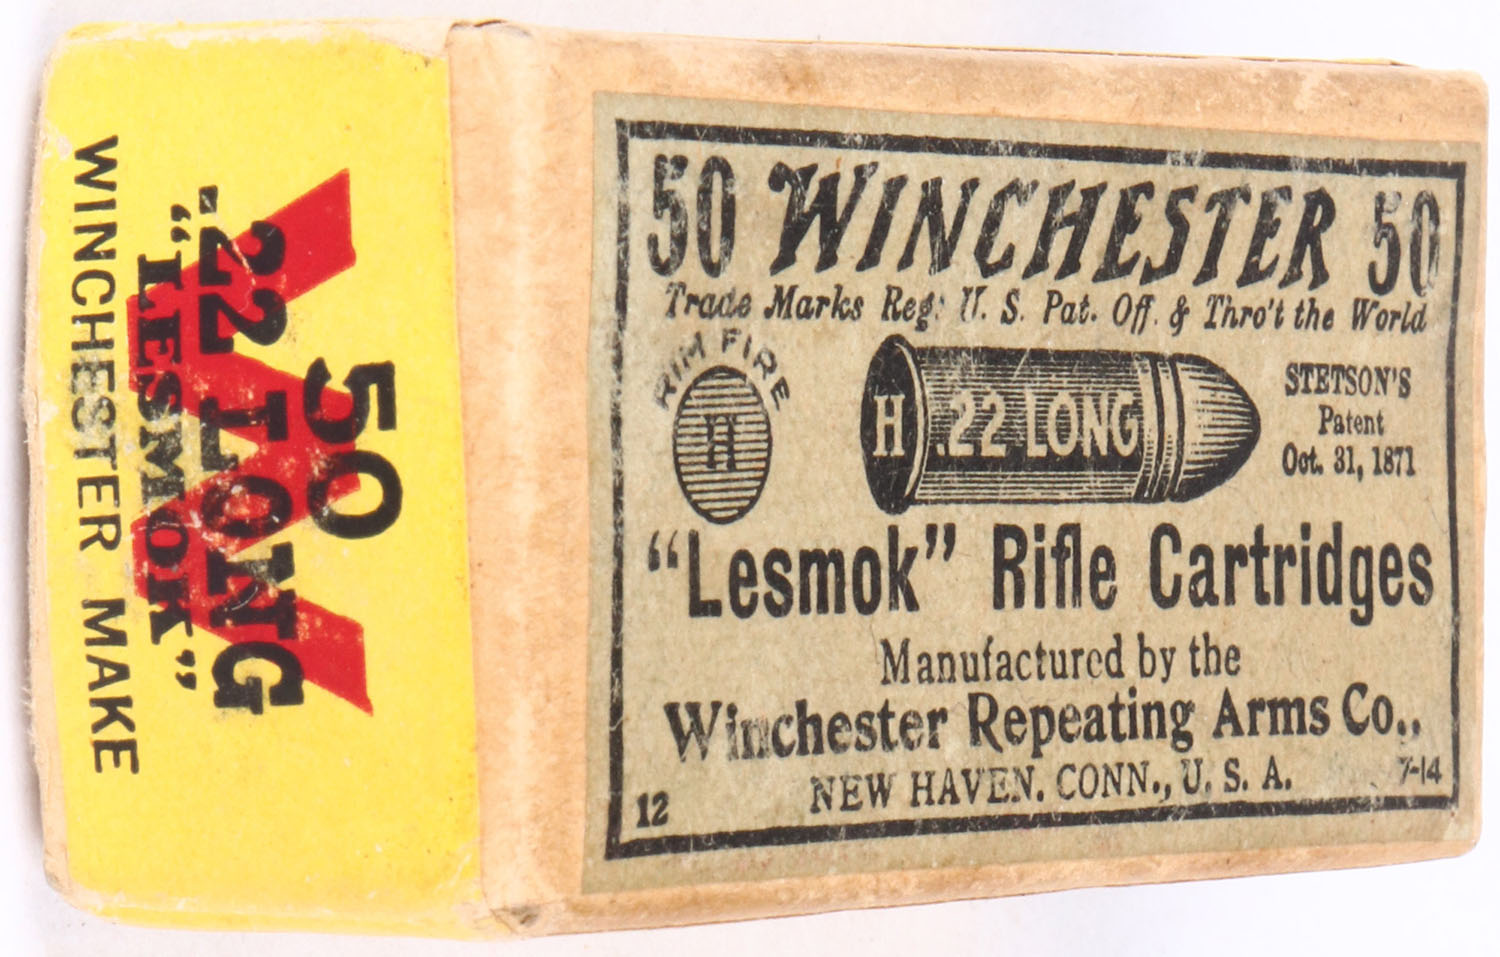 50 WINCHESTER 50
Trade Marks Reg. U. S. Pat. Off. & Thro't the World
RIM FIRE
H
H .22 LONG
STETSON'S
Patent
Oct. 31, 1871
"Lesmok" Rifle Cartridges
Manufactured by the
Winchester Repeating Arms Co.,
NEW HAVEN. CONN., U. S. A.
12
7-14
50
.22 LONG
"LESMOK"
WINCHESTER MAKE